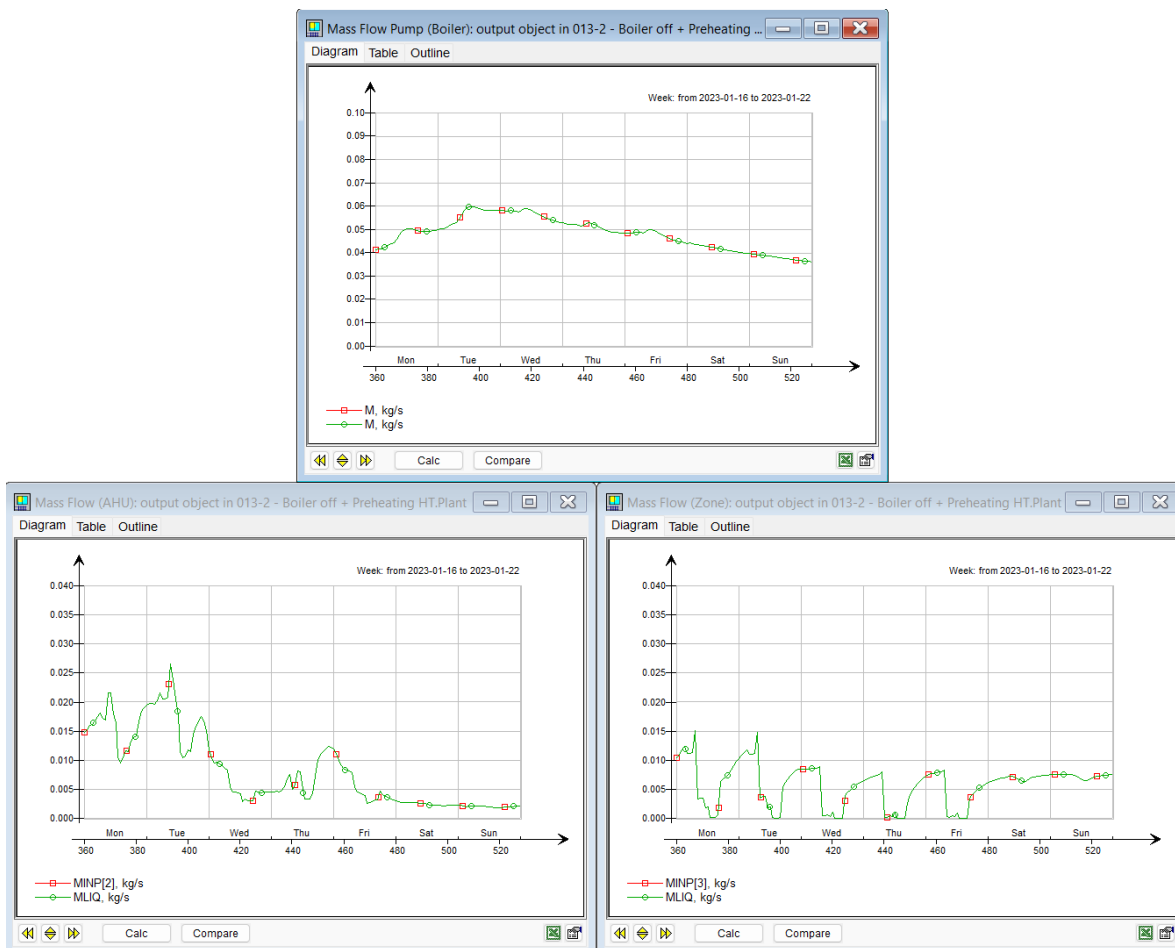 Mass Flow Pump (Boiler): output object in 013-2 - Boiler off + Preheating ...
Diagram Table Outline
Week: from 2023-01-16 to 2023-01-22
0.10
0.09
0.08
0.07
0.06
0.05
0.04
0.03
0.02
0.01
0.00
Mon Tue Wed Thu Fri Sat Sun
360 380 400 420 440 460 480 500 520
M, kg/s
M, kg/s
Calc Compare
Mass Flow (AHU): output object in 013-2 - Boiler off + Preheating HT.Plant
Diagram Table Outline
Week: from 2023-01-16 to 2023-01-22
0.040
0.035
0.030
0.025
0.020
0.015
0.010
0.005
0.000
Mon Tue Wed Thu Fri Sat Sun
360 380 400 420 440 460 480 500 520
MINP[2], kg/s
MLIQ, kg/s
Calc Compare
Mass Flow (Zone): output object in 013-2 - Boiler off + Preheating HT.Plant
Diagram Table Outline
Week: from 2023-01-16 to 2023-01-22
0.040
0.035
0.030
0.025
0.020
0.015
0.010
0.005
0.000
Mon Tue Wed Thu Fri Sat Sun
360 380 400 420 440 460 480 500 520
MINP[3], kg/s
MLIQ, kg/s
Calc Compare